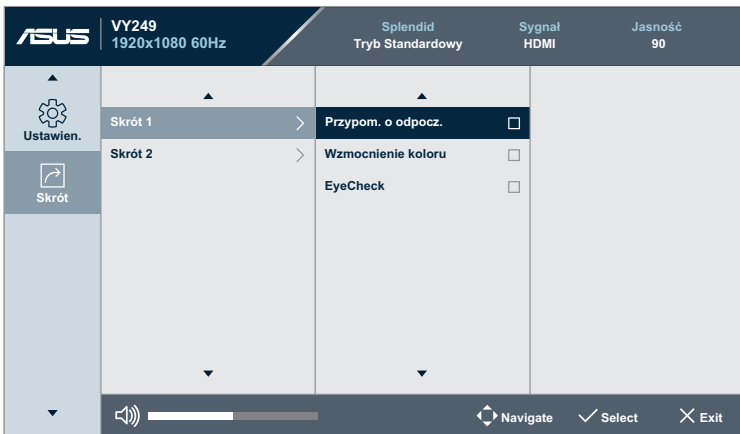 ASUS
VY249
1920x1080 60Hz
Splendid
Tryb Standardowy
Sygnał
HDMI
Jasność
90
Ustawien.
Skrót
Skrót 1
Skrót 2
Przypom. o odpocz.
Wzmocnienie koloru
EyeCheck
Navigate
Select
Exit